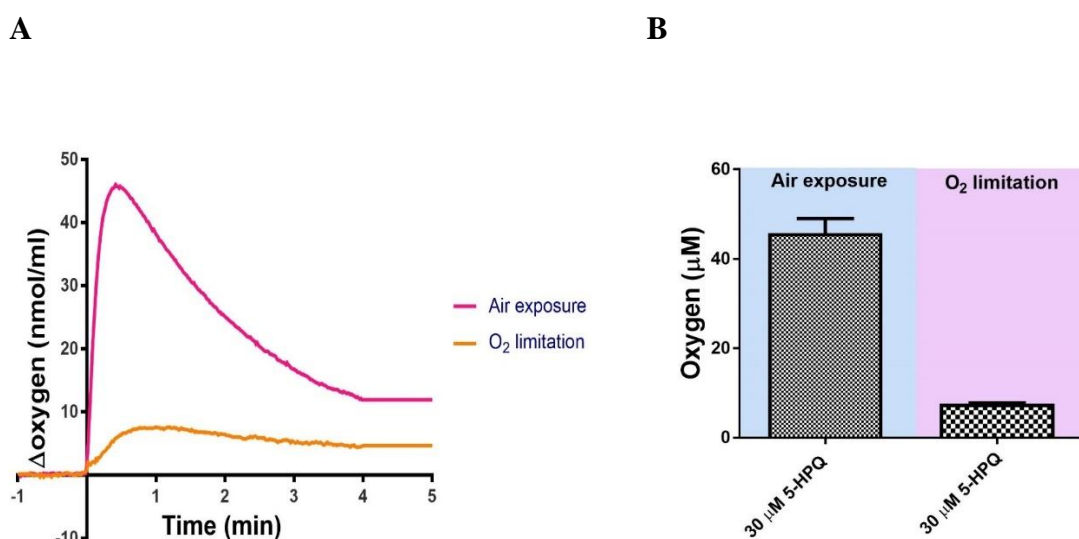 A
B
50
40
30
20
10
-10
-1
0
1
2
3
4
5
Δoxygen (nmol/ml)
Time (min)
Air exposure
O₂ limitation
60
40
20
0
Oxygen (μM)
Air exposure
O₂ limitation
30 μM 5-HPQ
30 μM 5-HPQ